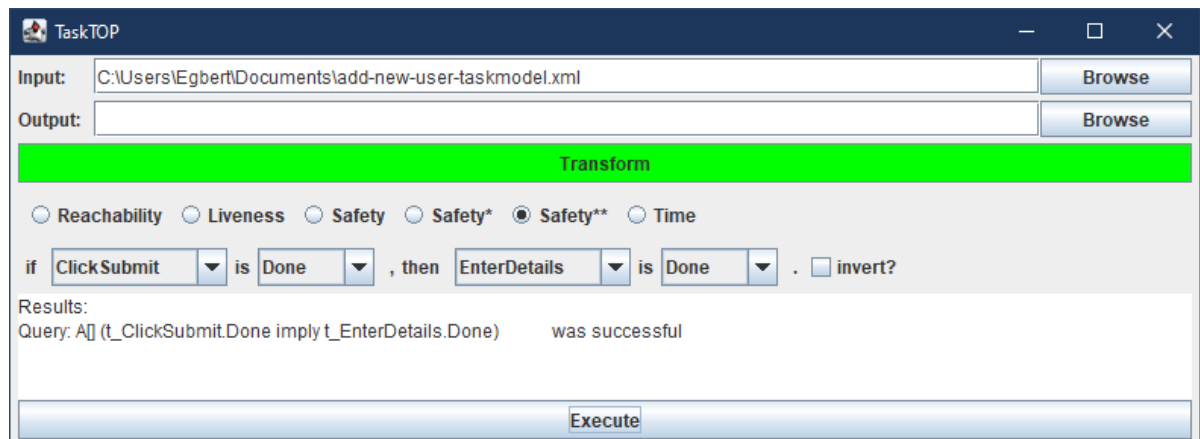 TaskTOP
Input: C:\Users\Egbert\Documents\add-new-user-taskmodel.xml Browse
Output: Browse
Transform
Reachability Liveness Safety Safety* Safety** Time
if ClickSubmit is Done , then EnterDetails is Done . invert?
Results:
Query: A[] (t_ClickSubmit.Done imply t_EnterDetails.Done) was successful
Execute